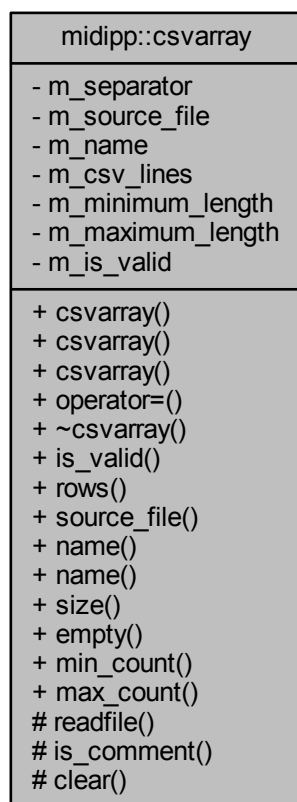 midipp::csvarray
- m_separator
- m_source_file
- m_name
- m_csv_lines
- m_minimum_length
- m_maximum_length
- m_is_valid
+ csvarray()
+ csvarray()
+ csvarray()
+ operator=()
+ ~csvarray()
+ is_valid()
+ rows()
+ source_file()
+ name()
+ name()
+ size()
+ empty()
+ min_count()
+ max_count()
# readfile()
# is_comment()
# clear()